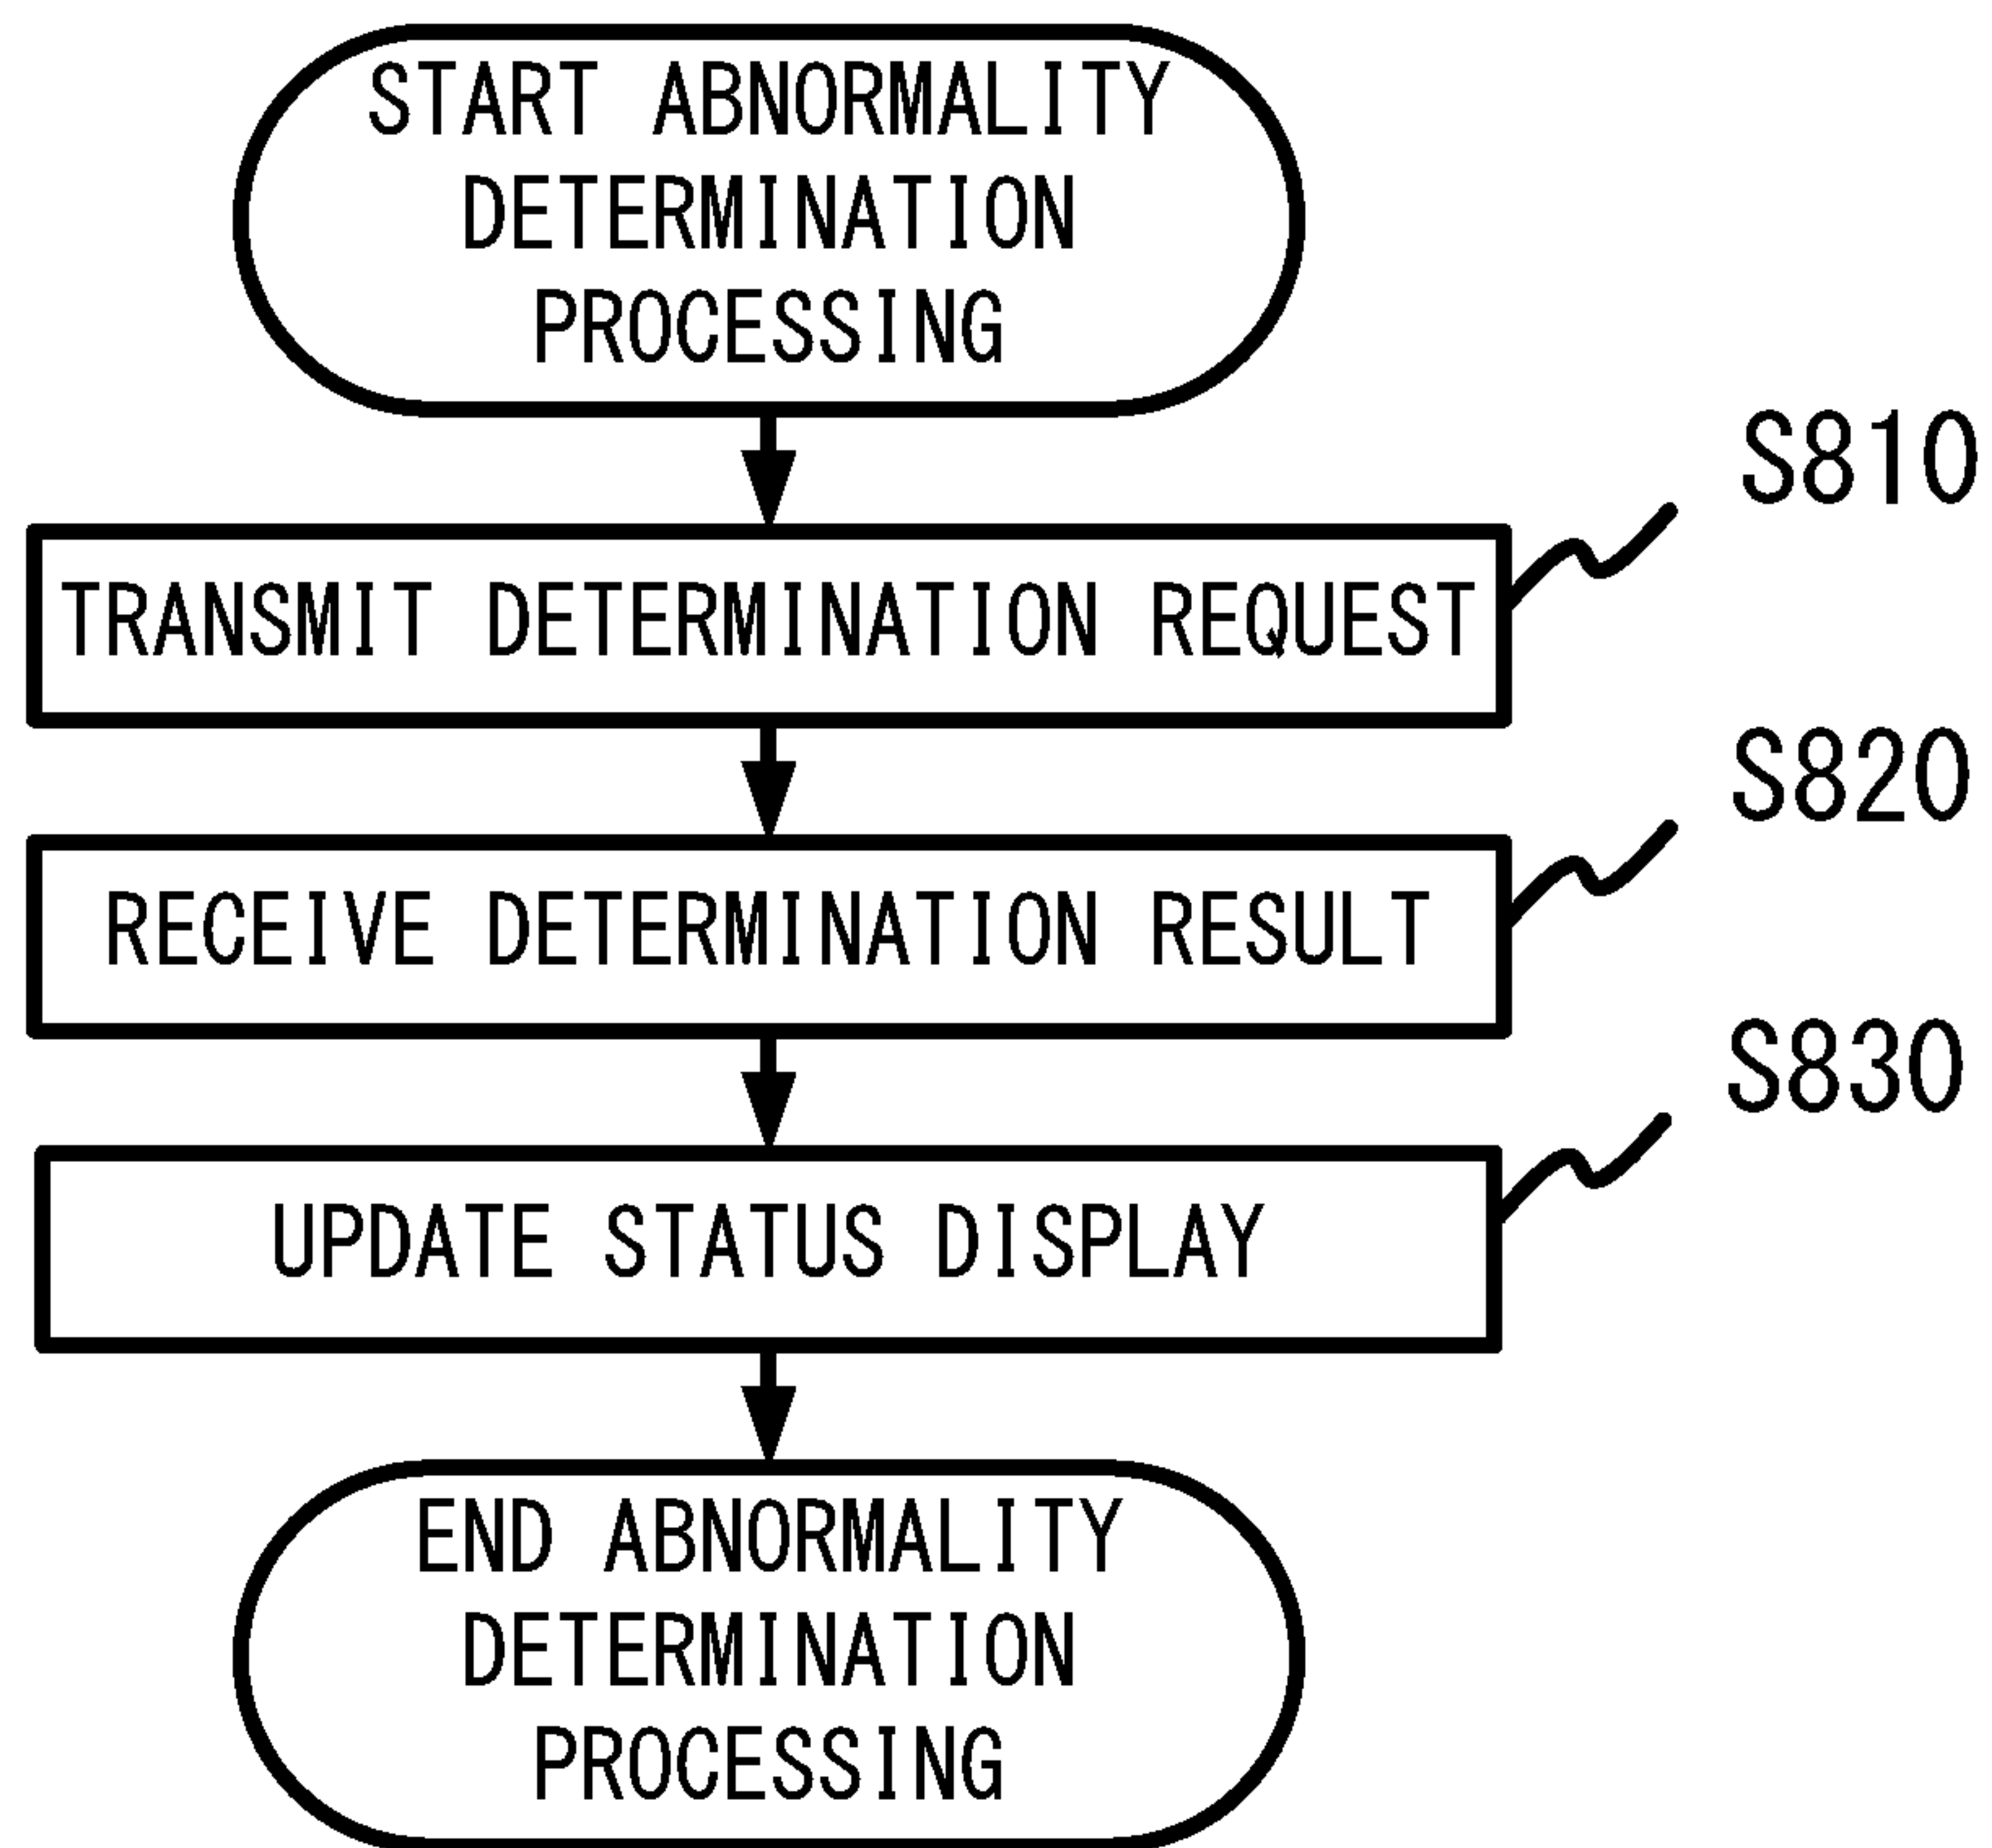 START ABNORMALITY
DETERMINATION
PROCESSING
S810
TRANSMIT DETERMINATION REQUEST
S820
RECEIVE DETERMINATION RESULT
S830
UPDATE STATUS DISPLAY
END ABNORMALITY
DETERMINATION
PROCESSING